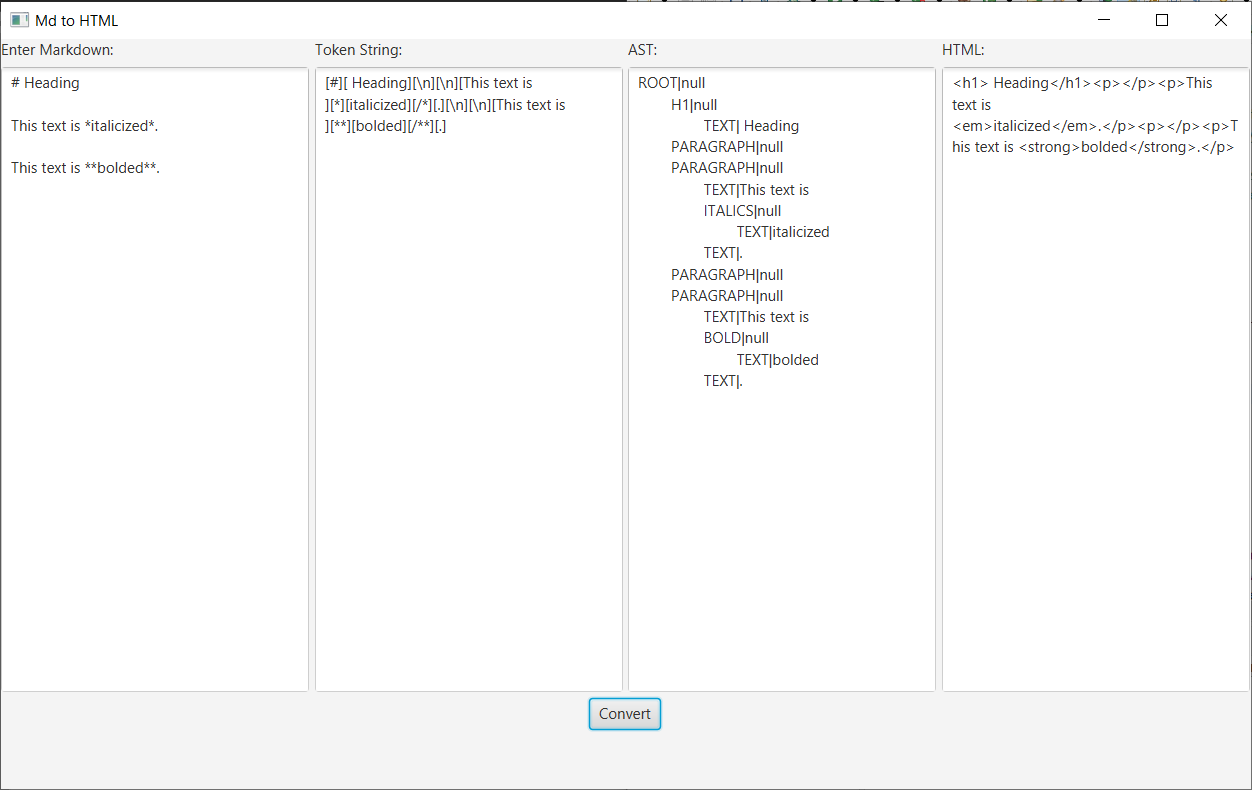 Md to HTML
Enter Markdown:
# Heading
This text is *italicized*.
This text is **bolded**.
Token String:
[#][ Heading][\n][\n][This text is
][*][italicized][/*][.][\n][\n][This text is
][**][bolded][/**][.]
AST:
ROOT|null
H1|null
TEXT| Heading
PARAGRAPH|null
PARAGRAPH|null
TEXT|This text is
ITALICS|null
TEXT|italicized
TEXT|.
PARAGRAPH|null
PARAGRAPH|null
TEXT|This text is
BOLD|null
TEXT|bolded
TEXT|.
HTML:
<h1> Heading</h1><p></p><p>This
text is
<em>italicized</em>.</p><p></p><p>T
his text is <strong>bolded</strong>.</p>
Convert